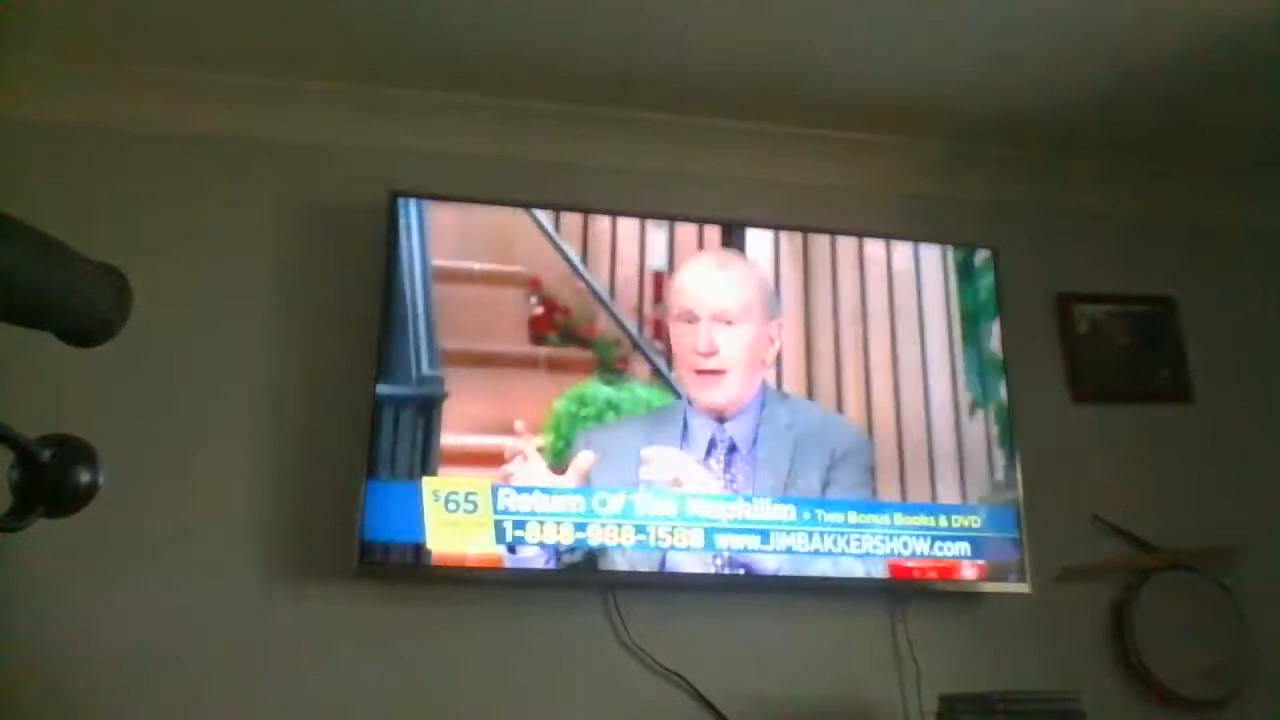 $65
Return Of The Nephilim • Two Bonus Books & DVD
1-888-988-1588 www.JIMBAKKERSHOW.com